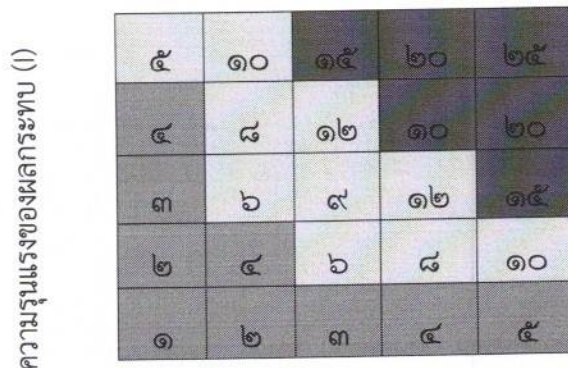 ความรุนแรงของผลกระทบ (I)
๕ ๑๐ ๑๕ ๒๐ ๒๕
๔ ๘ ๑๒ ๑๐ ๒๐
๓ ๖ ๙ ๑๒ ๑๕
๒ ๔ ๖ ๘ ๑๐
๑ ๒ ๓ ๔ ๕